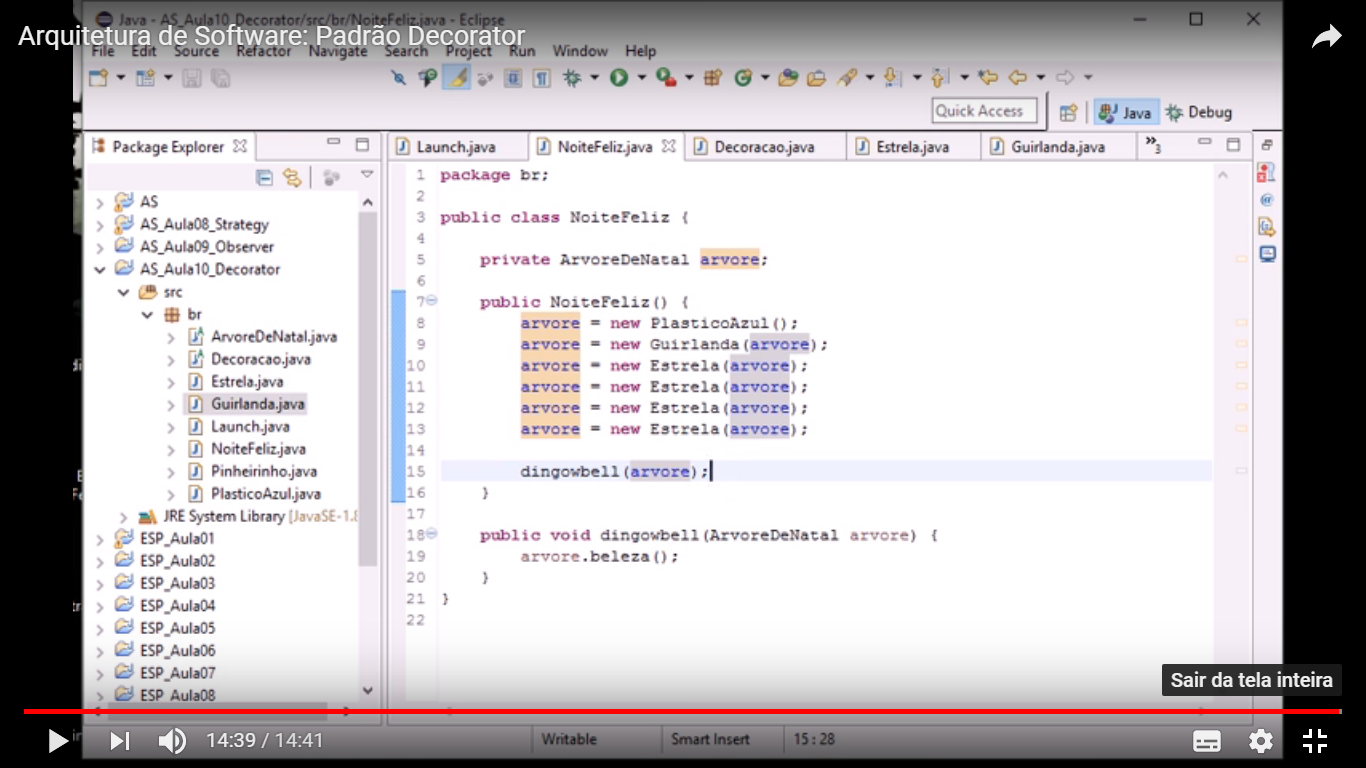 Java - AS_Aula10_Decorator/src/br/NoiteFeliz.java - Eclipse
Arquitetura de Software: Padrão Decorator
File Edit Source Refactor Navigate Search Project Run Window Help
Quick Access Java Debug
Package Explorer
Launch.java NoiteFeliz.java Decoracao.java Estrela.java Guirlanda.java »3
AS
AS_Aula08_Strategy
AS_Aula09_Observer
AS_Aula10_Decorator
src
br
ArvoreDeNatal.java
Decoracao.java
Estrela.java
Guirlanda.java
Launch.java
NoiteFeliz.java
Pinheirinho.java
PlasticoAzul.java
JRE System Library [JavaSE-1.8
ESP_Aula01
ESP_Aula02
ESP_Aula03
ESP_Aula04
ESP_Aula05
ESP_Aula06
ESP_Aula07
ESP_Aula08
1 package br;
2
3 public class NoiteFeliz {
4
5 private ArvoreDeNatal arvore;
6
7 public NoiteFeliz() {
8 arvore = new PlasticoAzul();
9 arvore = new Guirlanda(arvore);
10 arvore = new Estrela(arvore);
11 arvore = new Estrela(arvore);
12 arvore = new Estrela(arvore);
13 arvore = new Estrela(arvore);
14
15 dingowbell(arvore);
16 }
17
18 public void dingowbell(ArvoreDeNatal arvore) {
19 arvore.beleza();
20 }
21 }
22
Sair da tela inteira
14:39 / 14:41
Writable Smart Insert 15 : 28